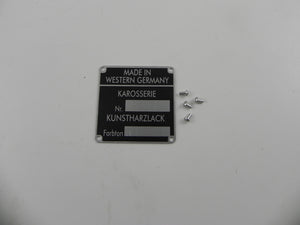 MADE IN
WESTERN GERMANY
KAROSSERIE
Nr.
KUNSTHARZLACK
Farbton